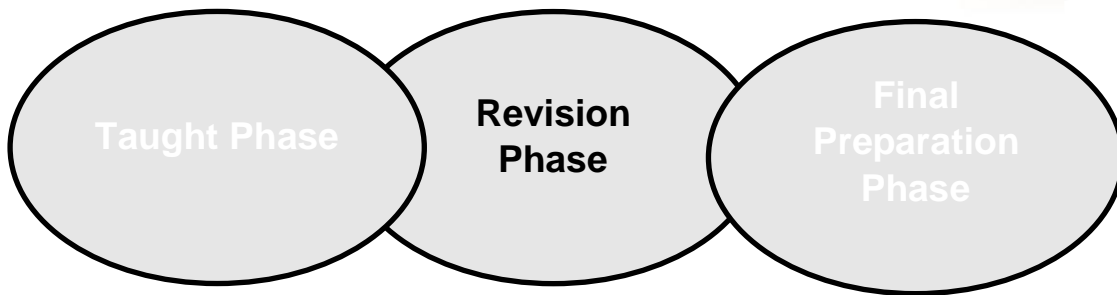 Taught Phase
Revision
Phase
Final
Preparation
Phase